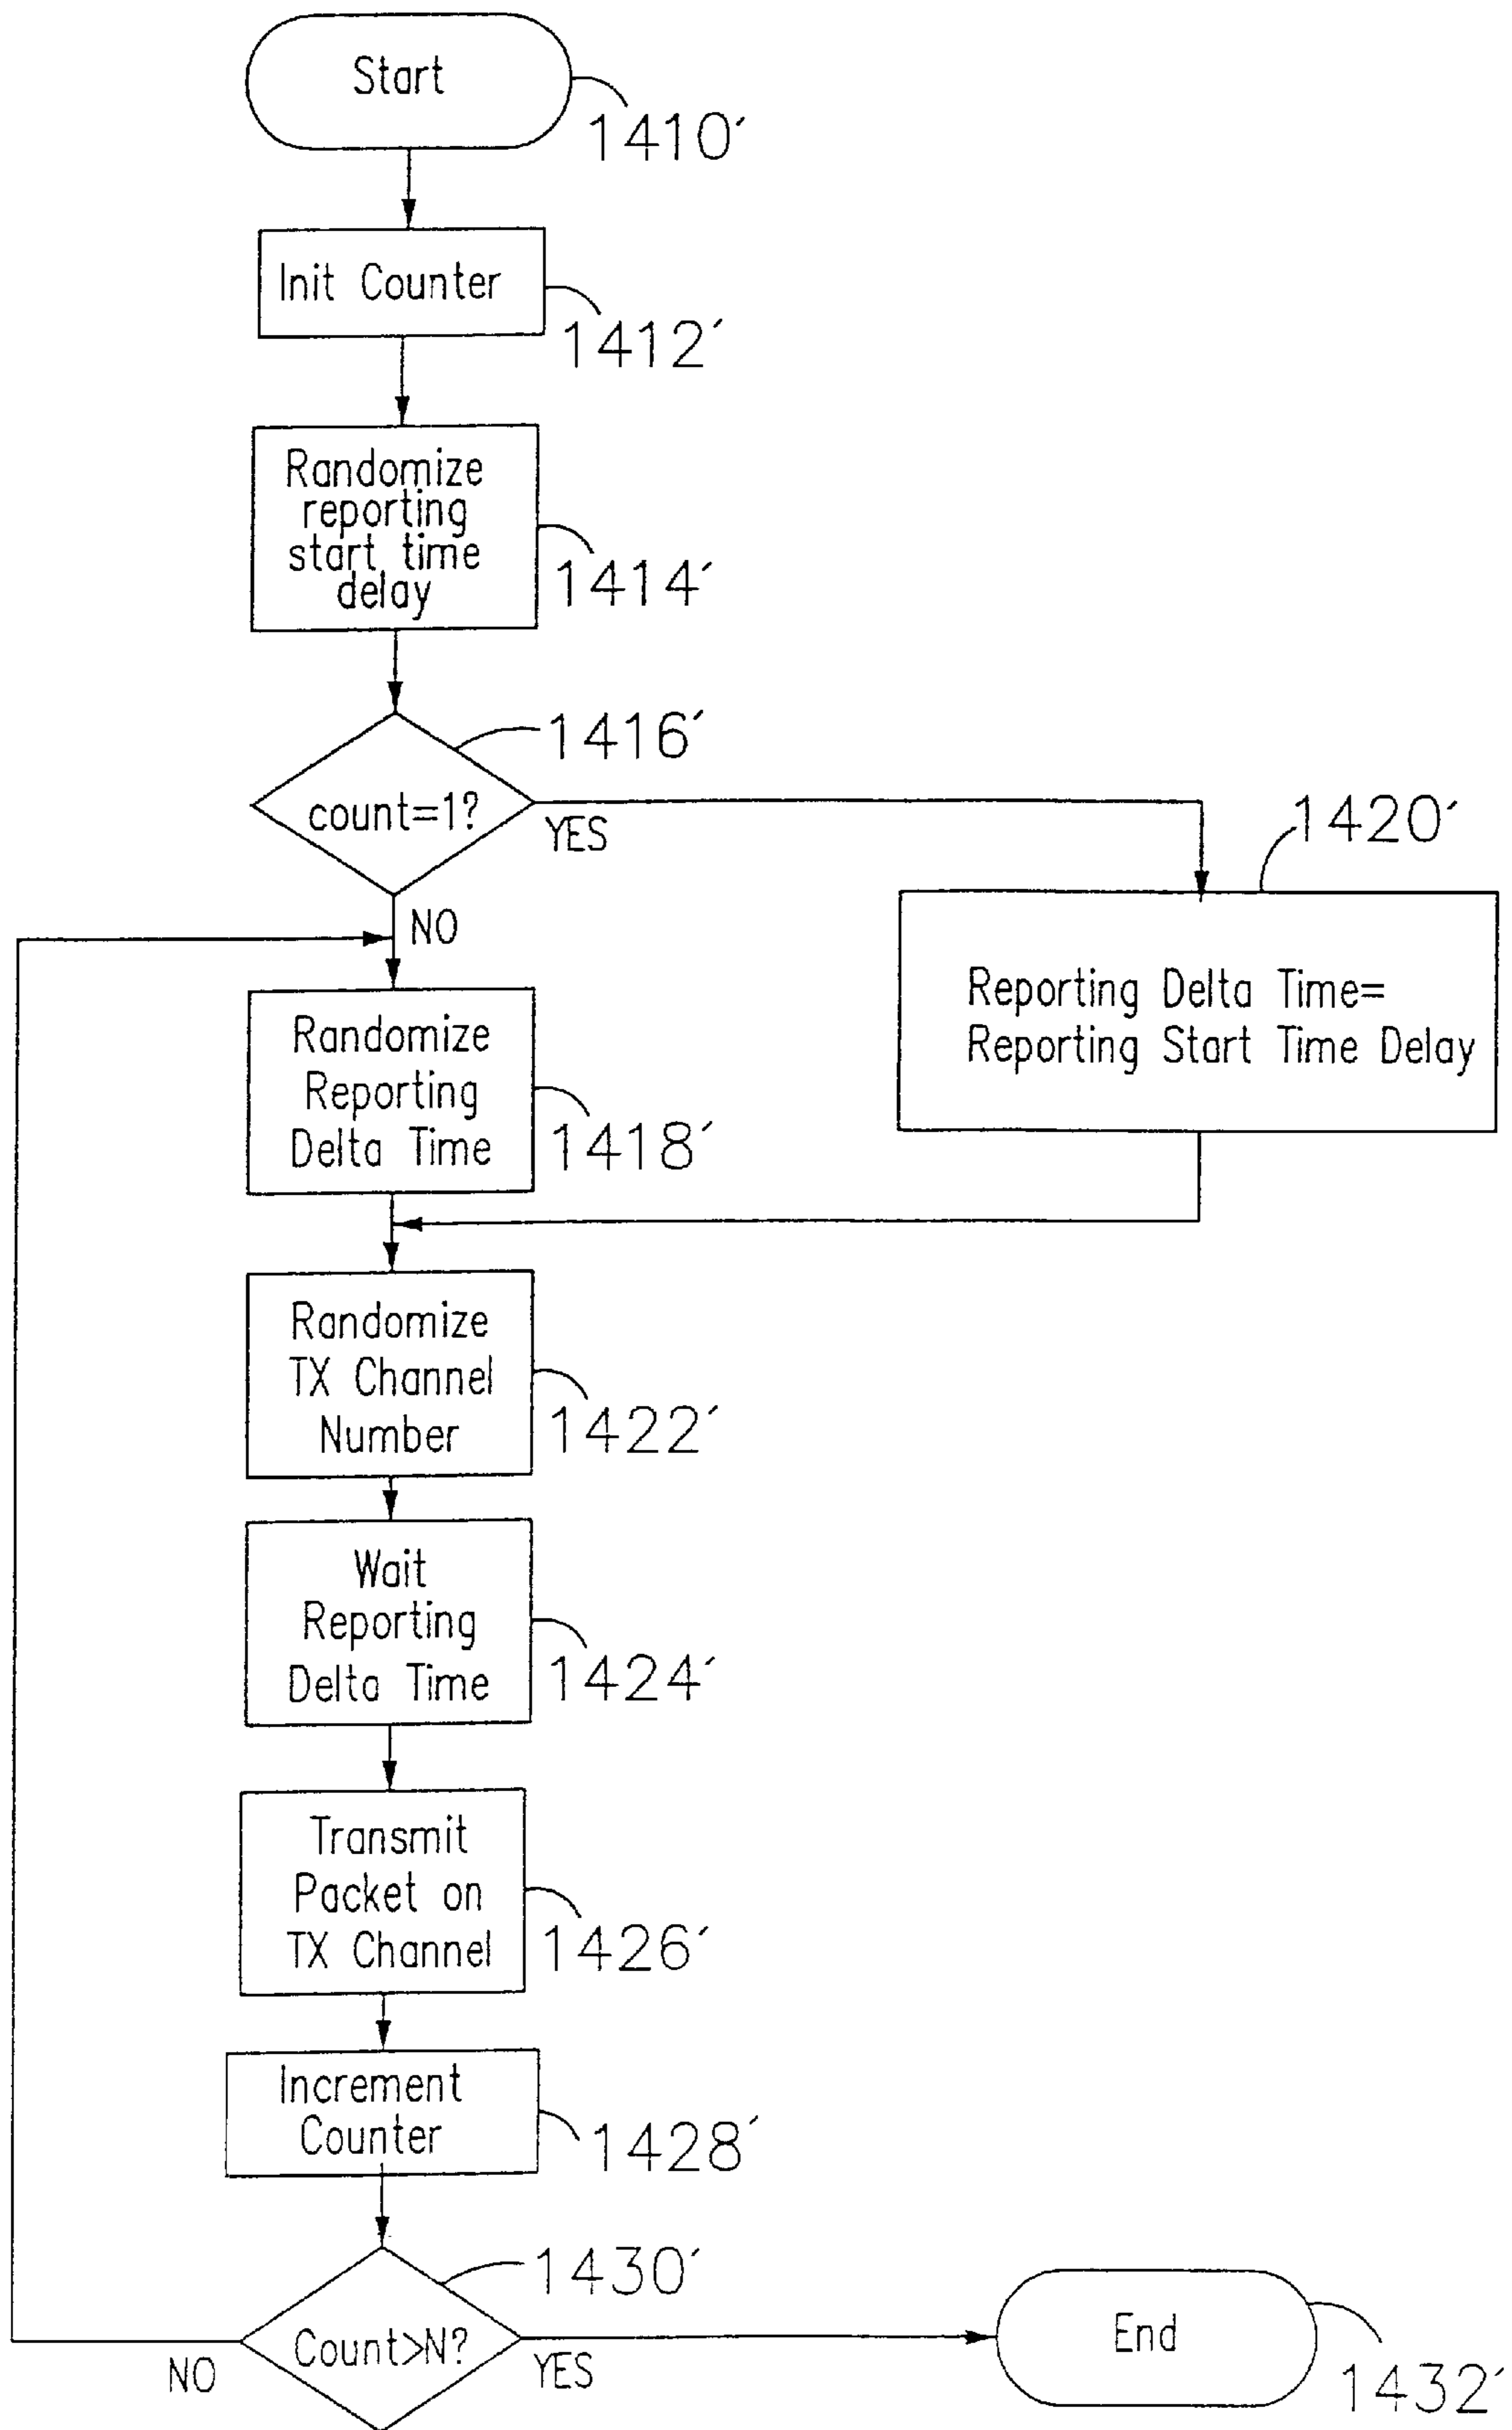 Start
1410′
Init Counter
1412′
Randomize
reporting
start time
delay
1414′
1416′
count=1?
YES
NO
1420′
Reporting Delta Time=
Reporting Start Time Delay
Randomize
Reporting
Delta Time
1418′
Randomize
TX Channel
Number
1422′
Wait
Reporting
Delta Time
1424′
Transmit
Packet on
TX Channel
1426′
Increment
Counter
1428′
1430′
Count>N?
NO
YES
End
1432′